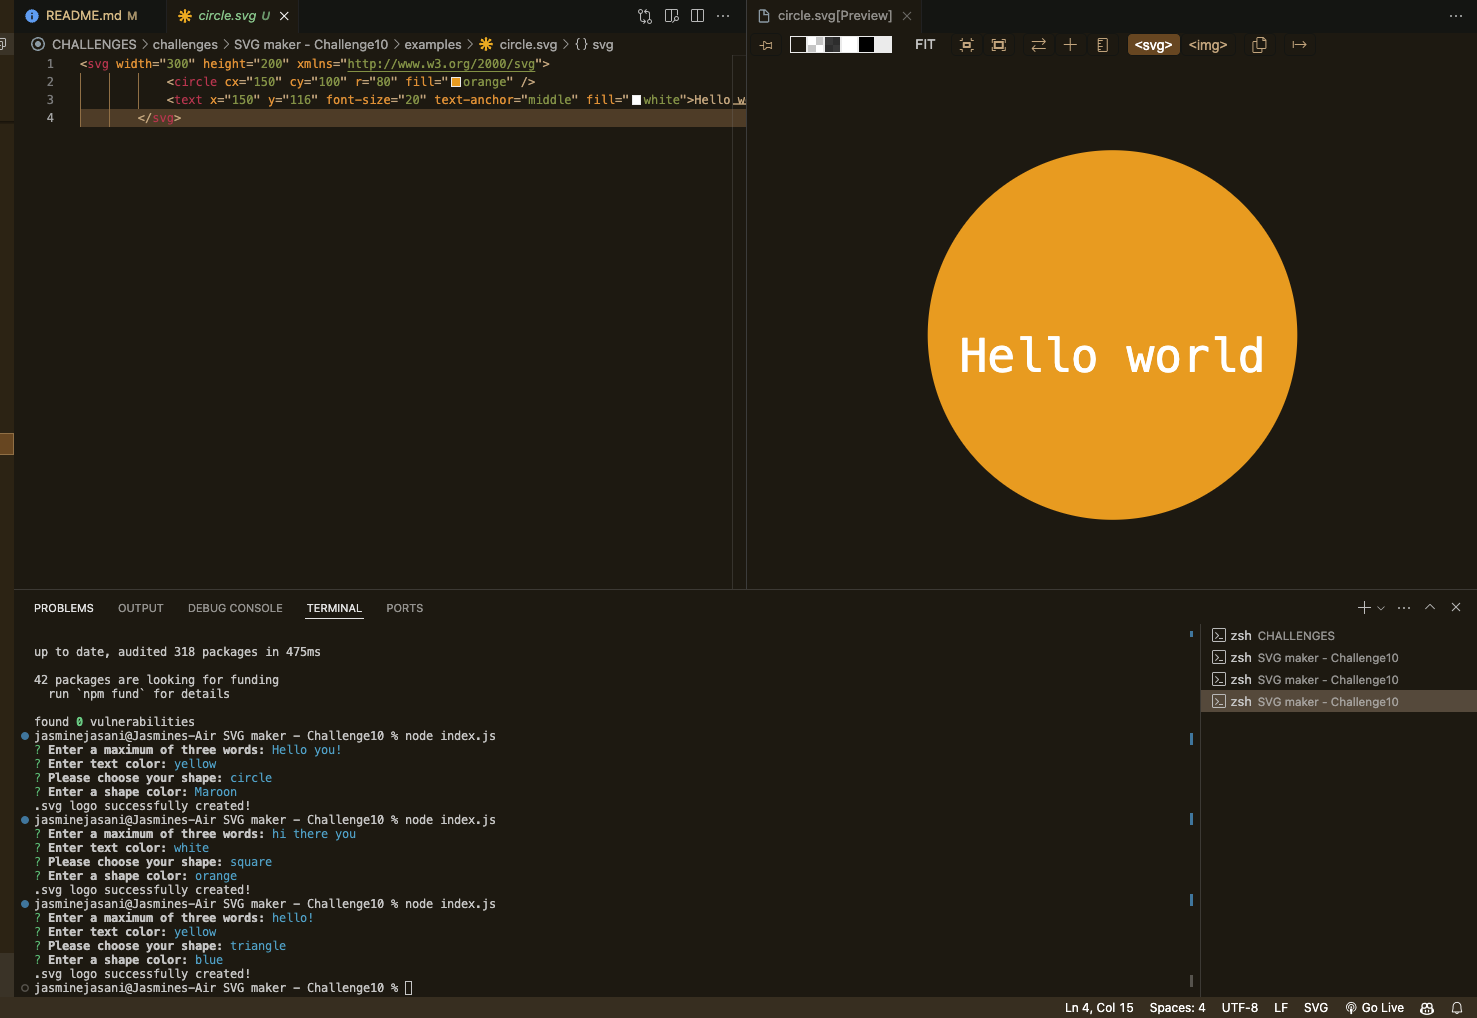 README.md M
circle.svg U
circle.svg[Preview]
CHALLENGES > challenges > SVG maker - Challenge10 > examples > circle.svg > {} svg
FIT
<svg>
<img>
1 <svg width="300" height="200" xmlns="http://www.w3.org/2000/svg">
2 <circle cx="150" cy="100" r="80" fill="orange" />
3 <text x="150" y="116" font-size="20" text-anchor="middle" fill="white">Hello w
4 </svg>
Hello world
PROBLEMS OUTPUT DEBUG CONSOLE TERMINAL PORTS
up to date, audited 318 packages in 475ms
42 packages are looking for funding
run `npm fund` for details
found 0 vulnerabilities
jasminejasani@Jasmines-Air SVG maker - Challenge10 % node index.js
? Enter a maximum of three words: Hello you!
? Enter text color: yellow
? Please choose your shape: circle
? Enter a shape color: Maroon
.svg logo successfully created!
jasminejasani@Jasmines-Air SVG maker - Challenge10 % node index.js
? Enter a maximum of three words: hi there you
? Enter text color: white
? Please choose your shape: square
? Enter a shape color: orange
.svg logo successfully created!
jasminejasani@Jasmines-Air SVG maker - Challenge10 % node index.js
? Enter a maximum of three words: hello!
? Enter text color: yellow
? Please choose your shape: triangle
? Enter a shape color: blue
.svg logo successfully created!
jasminejasani@Jasmines-Air SVG maker - Challenge10 %
zsh CHALLENGES
zsh SVG maker - Challenge10
zsh SVG maker - Challenge10
zsh SVG maker - Challenge10
Ln 4, Col 15 Spaces: 4 UTF-8 LF SVG Go Live